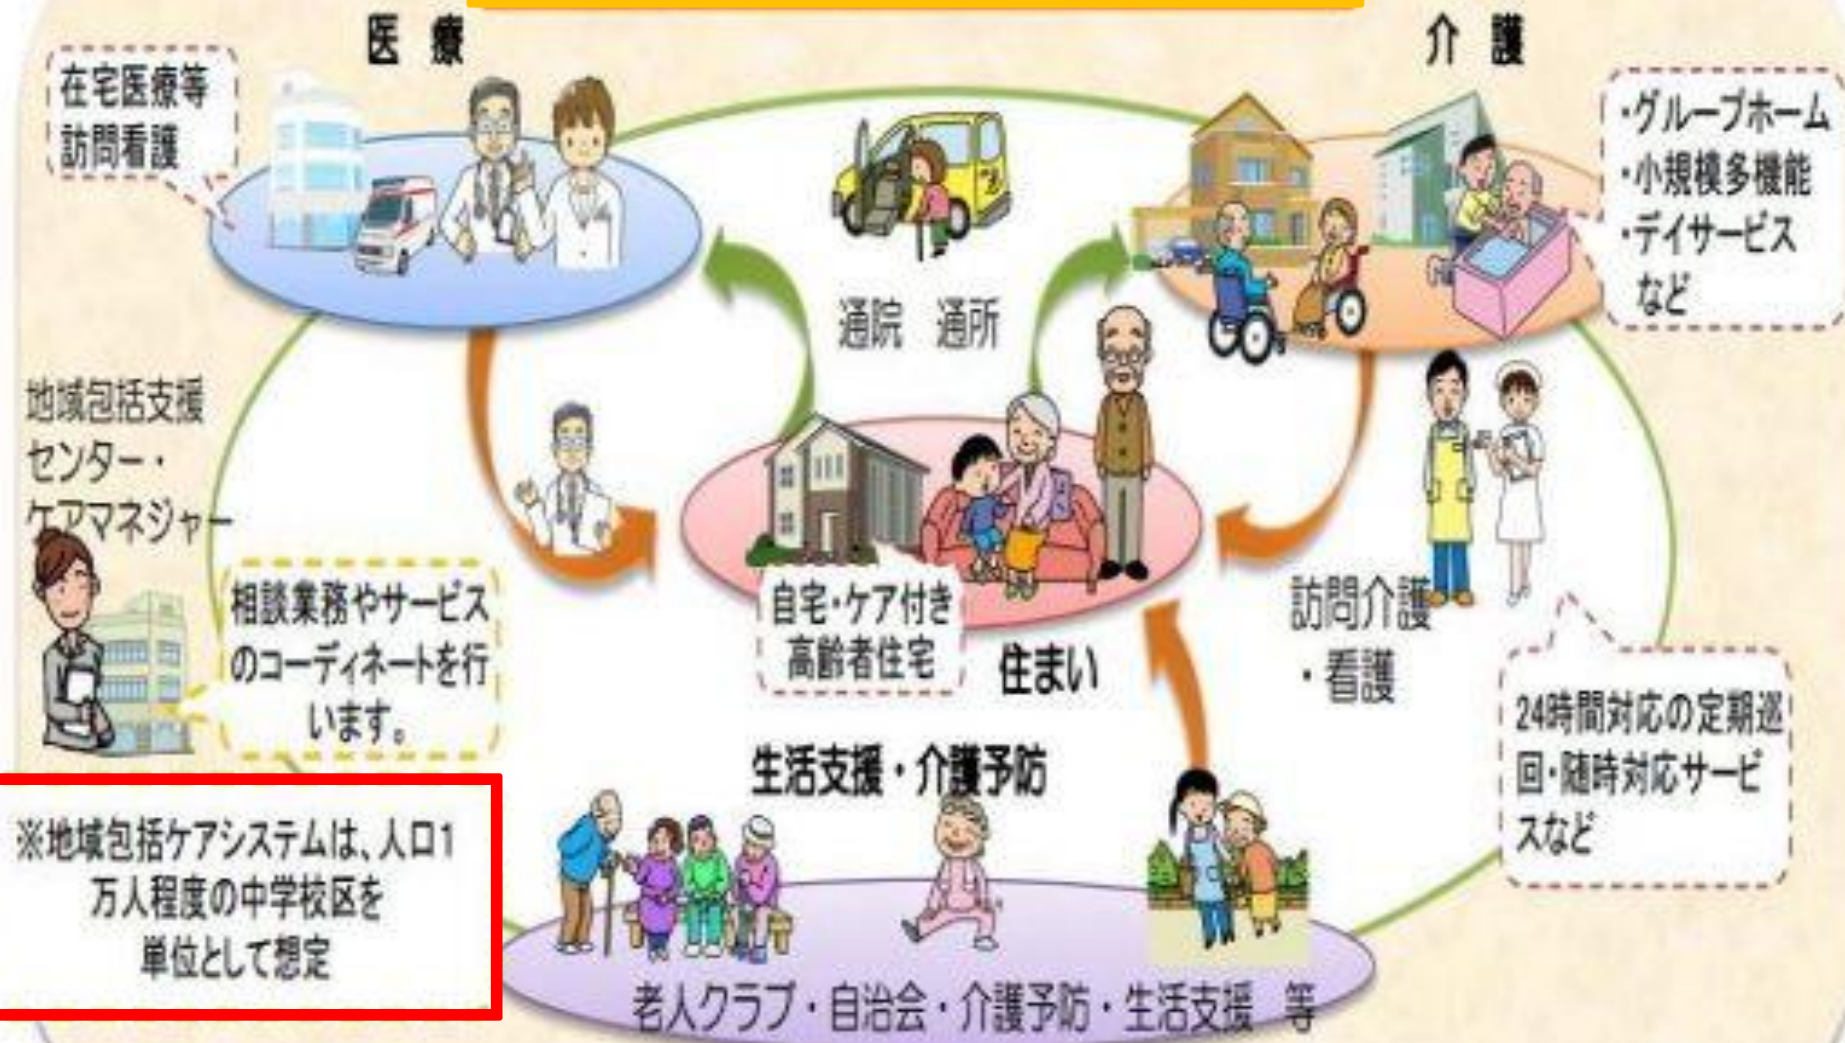 医 療
介 護
在宅医療等
訪問看護
・グループホーム
・小規模多機能
・デイサービス
など
通院 通所
地域包括支援
センター・
ケアマネジャー
相談業務やサービス
のコーディネートを行
います。
自宅・ケア付き
高齢者住宅
住まい
訪問介護
・看護
24時間対応の定期巡
回・随時対応サービ
スなど
生活支援・介護予防
※地域包括ケアシステムは、人口1
万人程度の中学校区を
単位として想定
老人クラブ・自治会・介護予防・生活支援 等